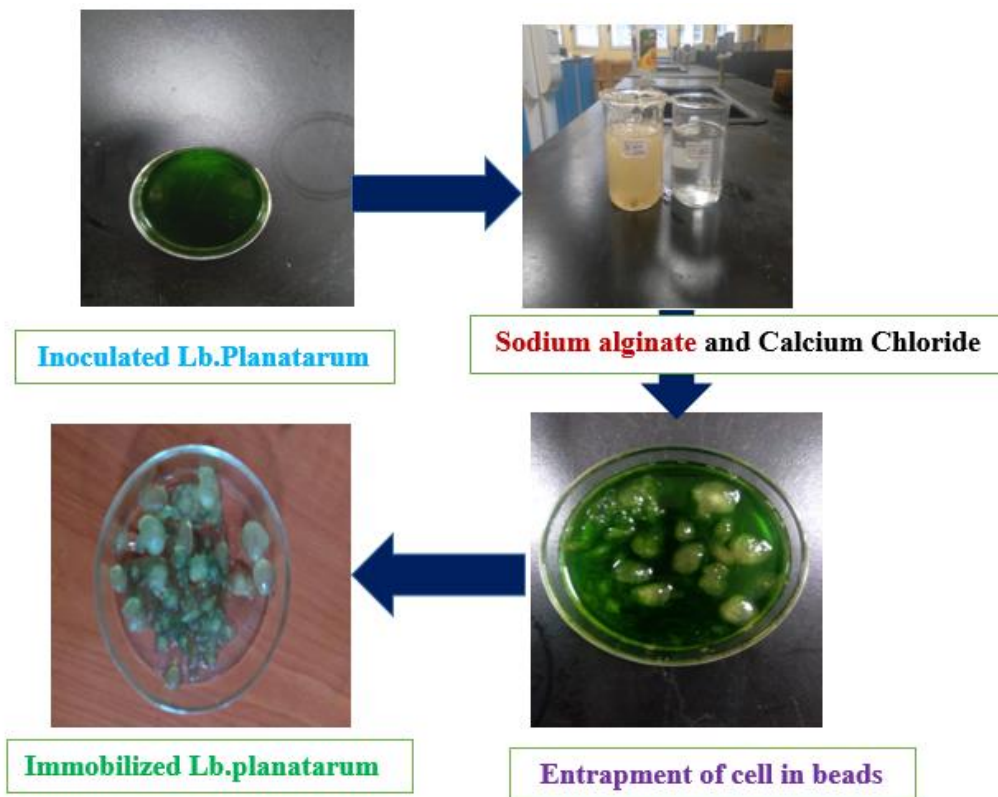 Inoculated Lb.Planatarum
Sodium alginate and Calcium Chloride
Immobilized Lb.planatarum
Entrapment of cell in beads